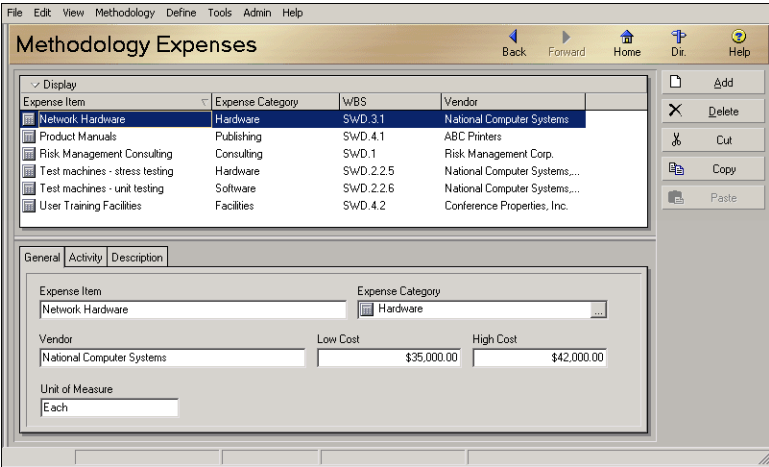 File Edit View Methodology Define Tools Admin Help
Methodology Expenses
Back Forward Home Dir. Help
Display
Expense Item Expense Category WBS Vendor
Network Hardware Hardware SWD.3.1 National Computer Systems
Product Manuals Publishing SWD.4.1 ABC Printers
Risk Management Consulting Consulting SWD.1 Risk Management Corp.
Test machines - stress testing Hardware SWD.2.2.5 National Computer Systems,...
Test machines - unit testing Software SWD.2.2.6 National Computer Systems,...
User Training Facilities Facilities SWD.4.2 Conference Properties, Inc.
Add
Delete
Cut
Copy
Paste
General Activity Description
Expense Item Expense Category
Network Hardware Hardware ...
Vendor Low Cost High Cost
National Computer Systems $35,000.00 $42,000.00
Unit of Measure
Each